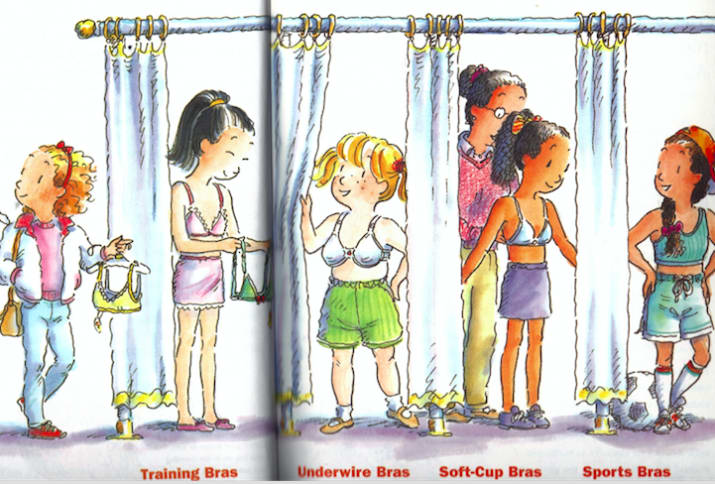 Training Bras
Underwire Bras
Soft-Cup Bras
Sports Bras